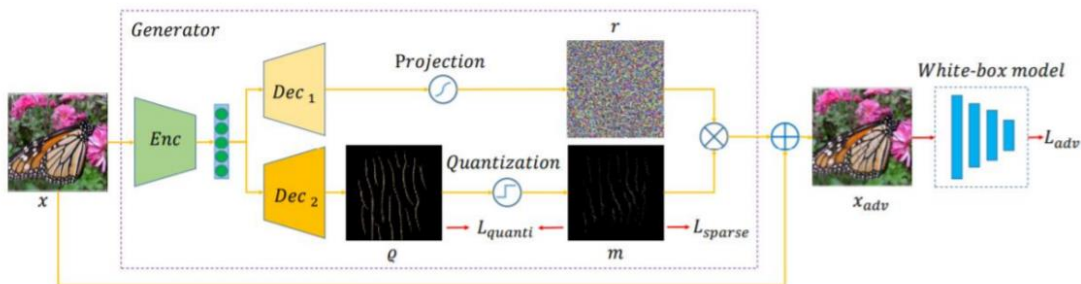 Generator
r
Projection
White-box model
Dec 1
Enc
L_adv
Quantization
Dec 2
x
x_adv
L_quanti
L_sparse
ϱ
m